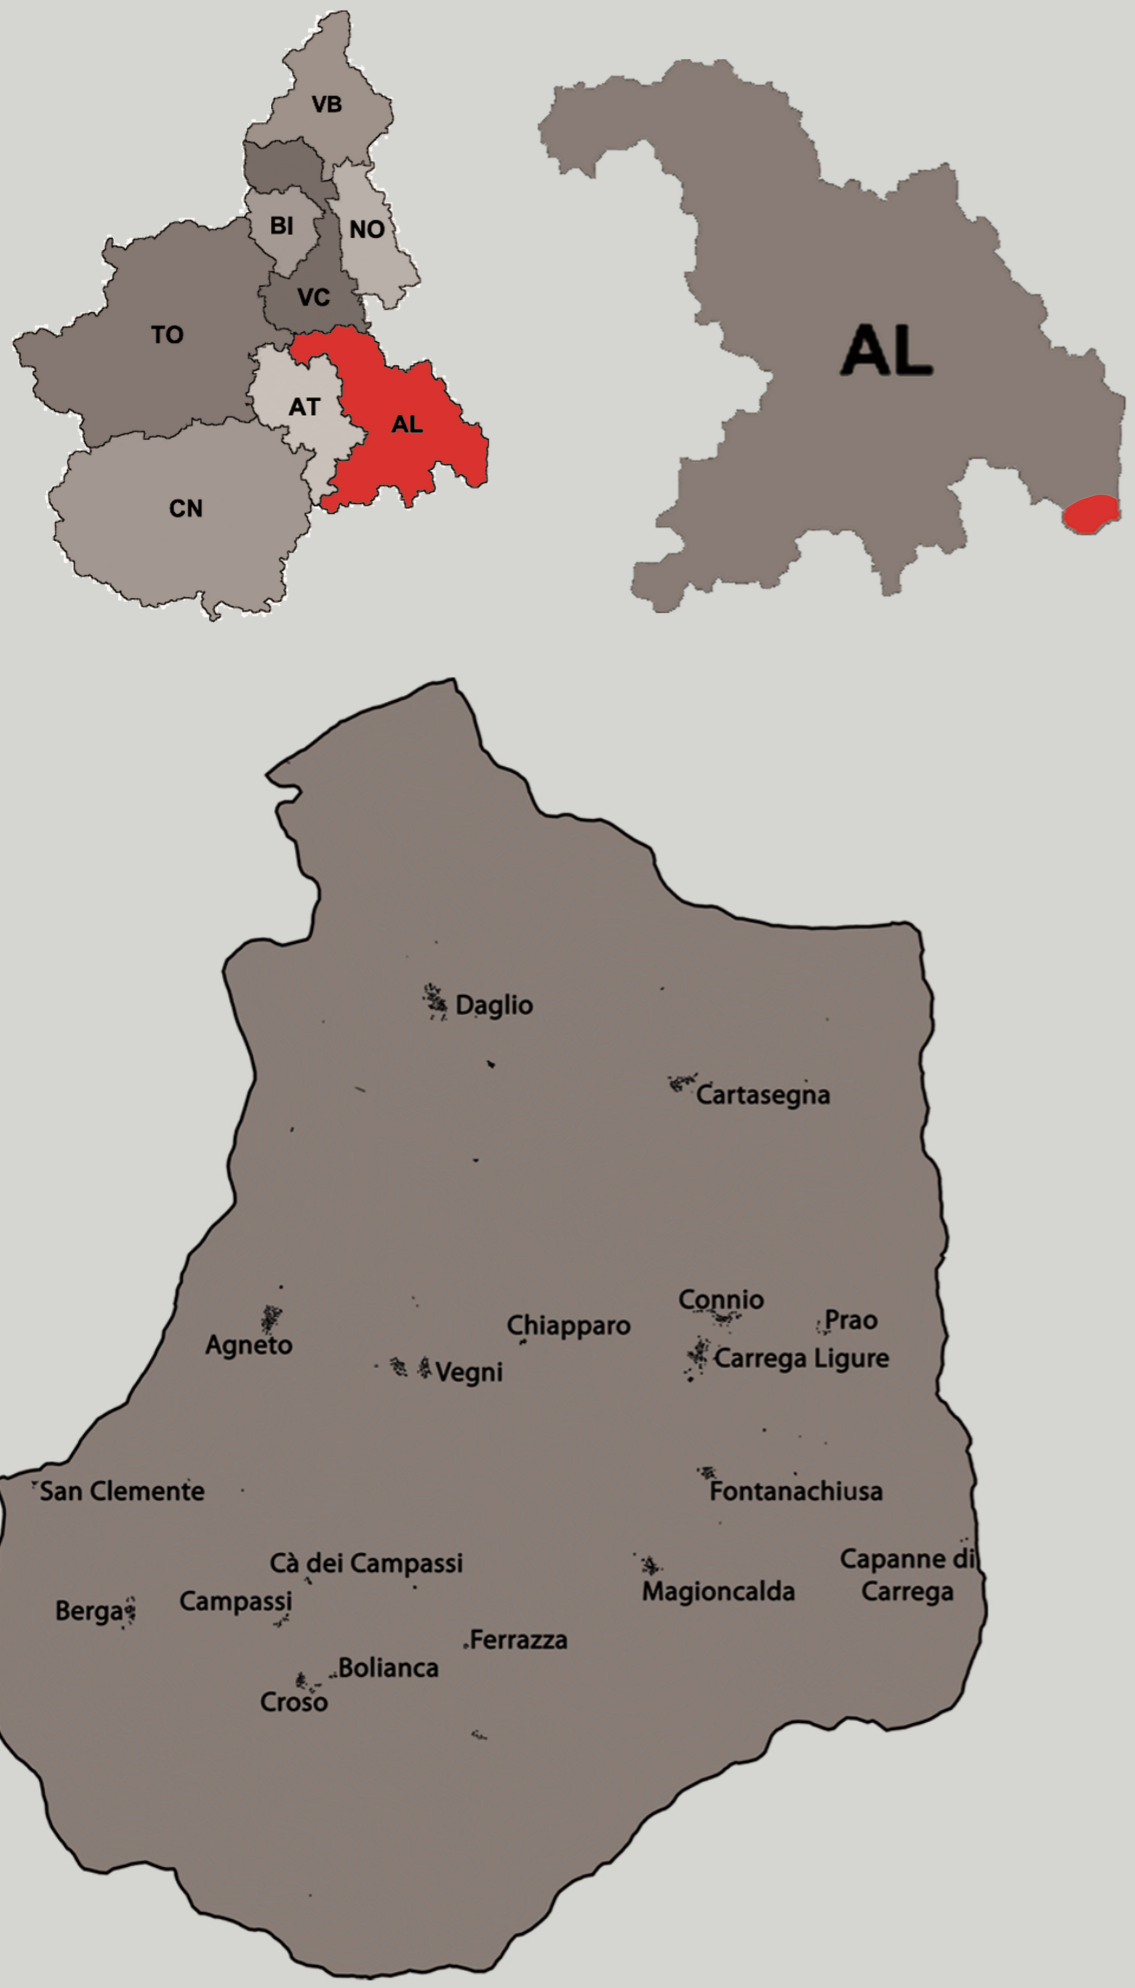 VB
BI
NO
VC
TO
AT
AL
CN
AL
Daglio
Cartasegna
Connio
Prao
Chiapparo
Agneto
Carrega Ligure
Vegni
San Clemente
Fontanachiusa
Cà dei Campassi
Capanne di
Carrega
Magioncalda
Campassi
Berga
Ferrazza
Bolianca
Croso